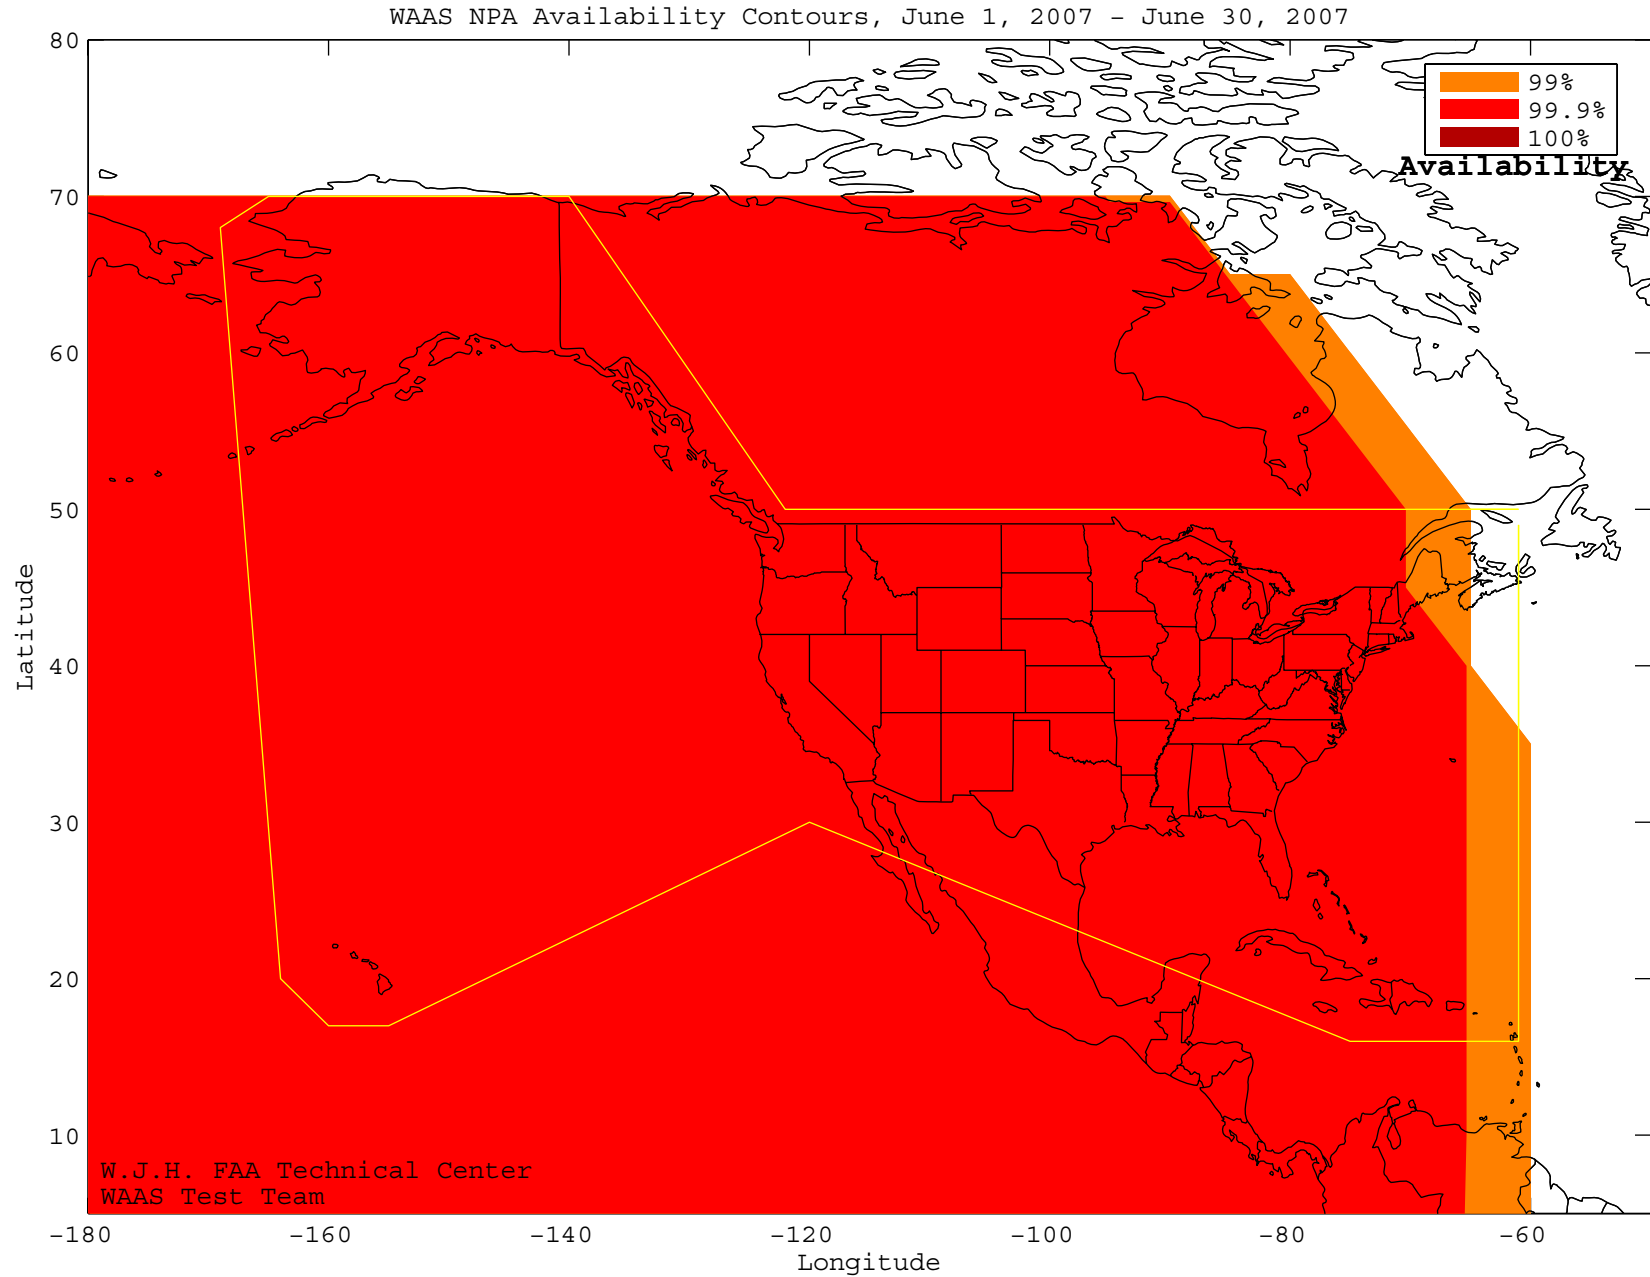 WAAS NPA Availability Contours, June 1, 2007 - June 30, 2007
80
70
60
50
40
30
20
10
Latitude
99%
99.9%
100%
Availability
W.J.H. FAA Technical Center
WAAS Test Team
-180 -160 -140 -120 -100 -80 -60
Longitude